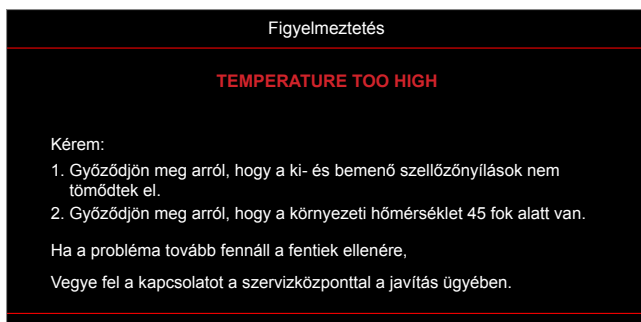 Figyelmeztetés
TEMPERATURE TOO HIGH
Kérem:
1. Győződjön meg arról, hogy a ki- és bemenő szellőzőnyílások nem
tömődtek el.
2. Győződjön meg arról, hogy a környezeti hőmérséklet 45 fok alatt van.
Ha a probléma tovább fennáll a fentiek ellenére,
Vegye fel a kapcsolatot a szervizközponttal a javítás ügyében.